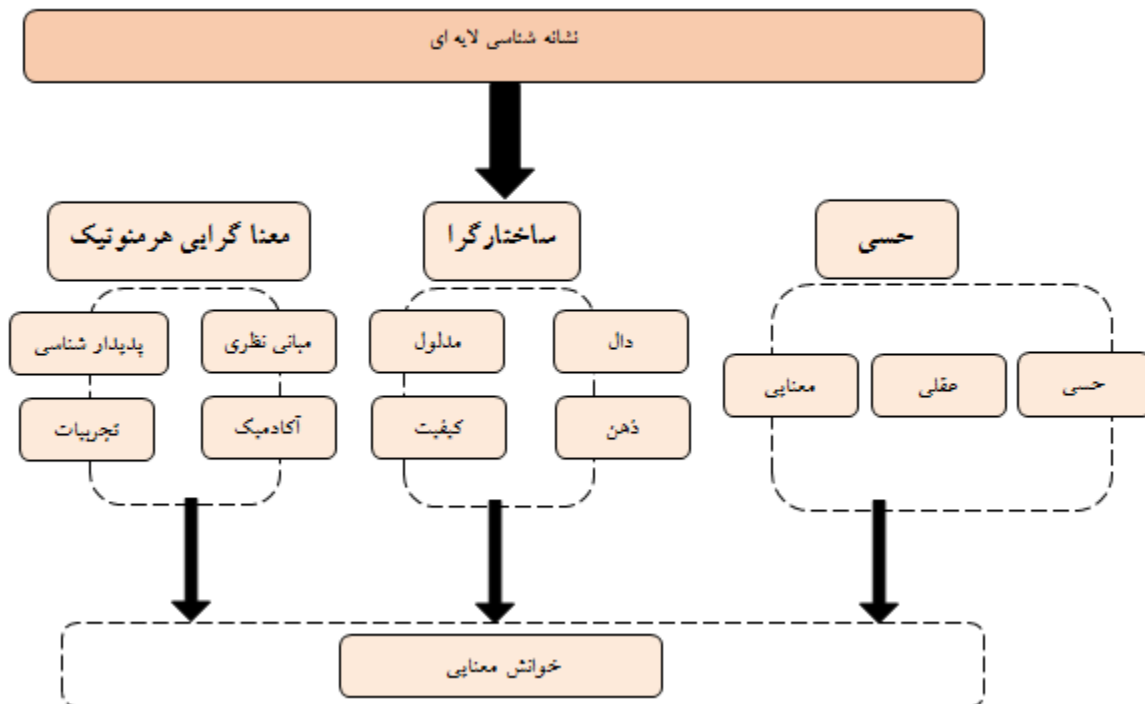 نشانه شناسی لایه ای
حسی
ساختارگرا
معنا گرایی هرمنوتیک
دال
مدلول
مبانی نظری
پدیدار شناسی
حسی
عقلی
معنایی
ذهن
کیفیت
آکادمیک
تجربیات
خوانش معنایی